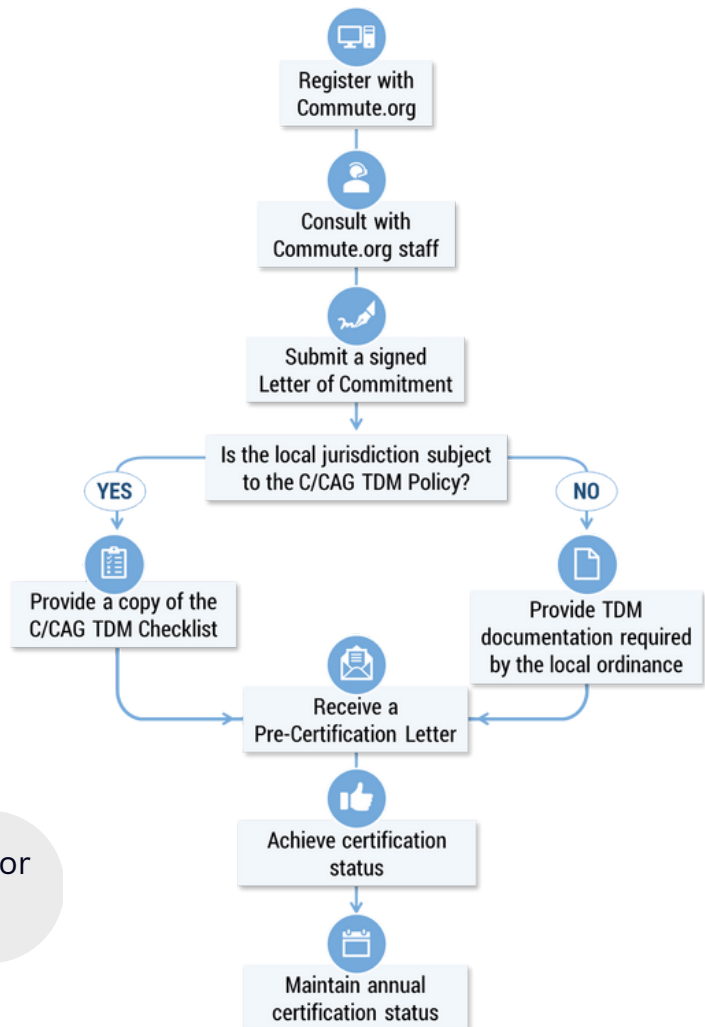 Register with
Commute.org
Consult with
Commute.org staff
Submit a signed
Letter of Commitment
Is the local jurisdiction subject
to the C/CAG TDM Policy?
YES
NO
Provide a copy of the
C/CAG TDM Checklist
Provide TDM
documentation required
by the local ordinance
Receive a
Pre-Certification Letter
Achieve certification
status
or
Maintain annual
certification status